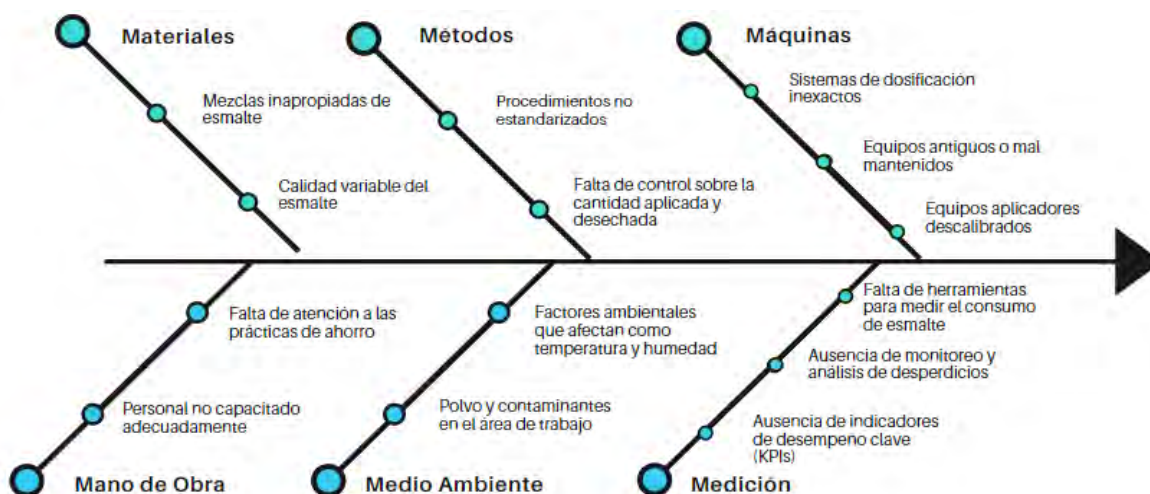 Materiales
Mezclas inapropiadas de
esmalte
Calidad variable del
esmalte
Métodos
Procedimientos no
estandarizados
Falta de control sobre la
cantidad aplicada y
desechada
Máquinas
Sistemas de dosificación
inexactos
Equipos antiguos o mal
mantenidos
Equipos aplicadores
descalibrados
Falta de atención a las
prácticas de ahorro
Personal no capacitado
adecuadamente
Mano de Obra
Factores ambientales
que afectan como
temperatura y humedad
Polvo y contaminantes
en el área de trabajo
Medio Ambiente
Falta de herramientas
para medir el consumo
de esmalte
Ausencia de monitoreo y
análisis de desperdicios
Ausencia de indicadores
de desempeño clave
(KPIs)
Medición